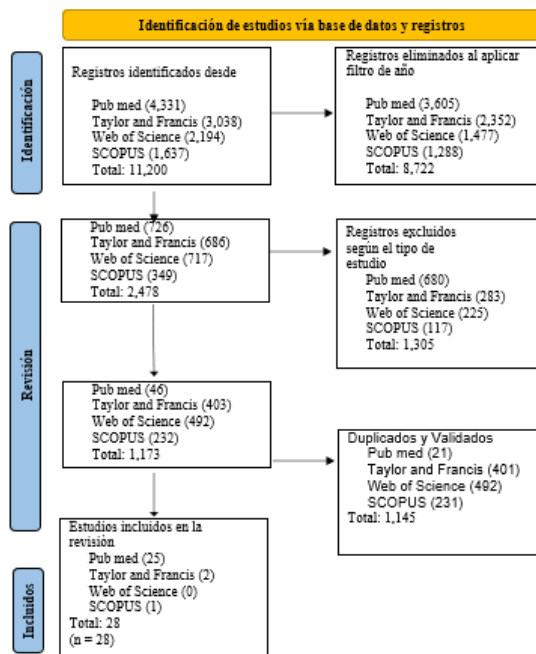 Identificación de estudios vía base de datos y registros
Identificación
Registros identificados desde
Pub med (4,331)
Taylor and Francis (3,038)
Web of Science (2,194)
SCOPUS (1,637)
Total: 11,200
Registros eliminados al aplicar
filtro de año
Pub med (3,605)
Taylor and Francis (2,352)
Web of Science (1,477)
SCOPUS (1,288)
Total: 8,722
Revisión
Pub med (726)
Taylor and Francis (686)
Web of Science (717)
SCOPUS (349)
Total: 2,478
Registros excluidos
según el tipo de
estudio
Pub med (680)
Taylor and Francis (283)
Web of Science (225)
SCOPUS (117)
Total: 1,305
Pub med (46)
Taylor and Francis (403)
Web of Science (492)
SCOPUS (232)
Total: 1,173
Duplicados y Validados
Pub med (21)
Taylor and Francis (401)
Web of Science (492)
SCOPUS (231)
Total: 1,145
Incluidos
Estudios incluidos en la
revisión
Pub med (25)
Taylor and Francis (2)
Web of Science (0)
SCOPUS (1)
Total: 28
(n = 28)